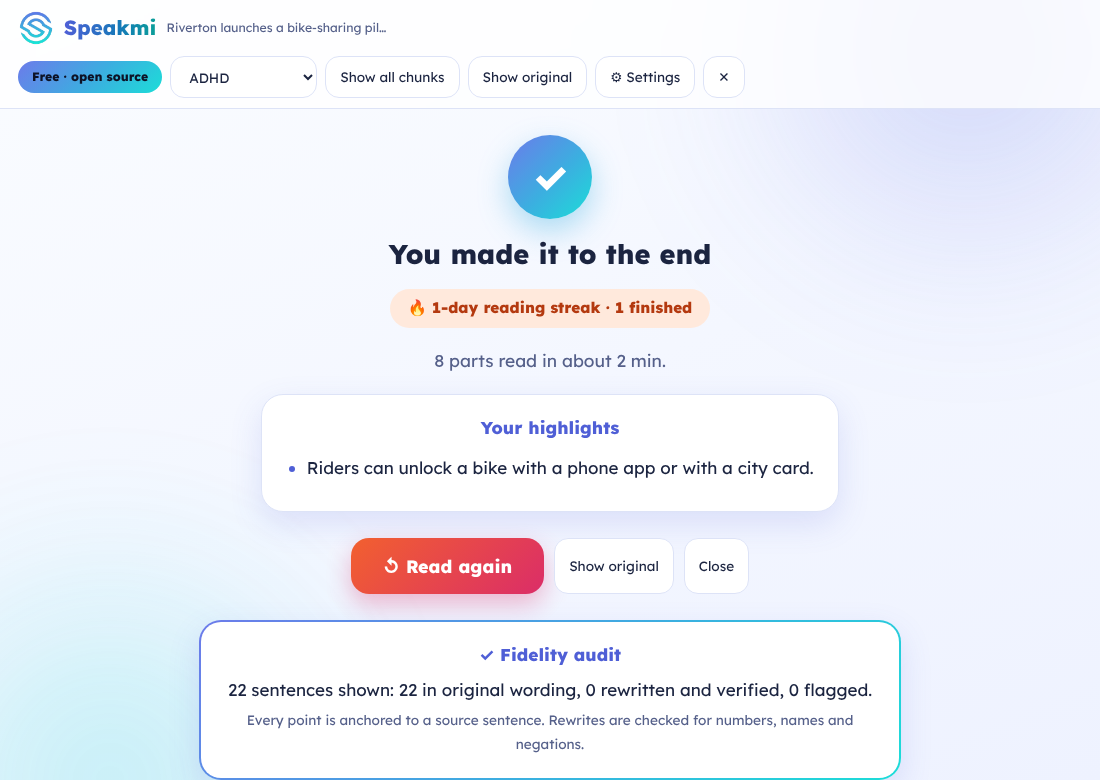 Speakmi Riverton launches a bike-sharing pil…
Free · open source ADHD Show all chunks Show original ⚙ Settings ✕
You made it to the end
🔥 1-day reading streak · 1 finished
8 parts read in about 2 min.
Your highlights
• Riders can unlock a bike with a phone app or with a city card.
↺ Read again Show original Close
✓ Fidelity audit
22 sentences shown: 22 in original wording, 0 rewritten and verified, 0 flagged.
Every point is anchored to a source sentence. Rewrites are checked for numbers, names and
negations.